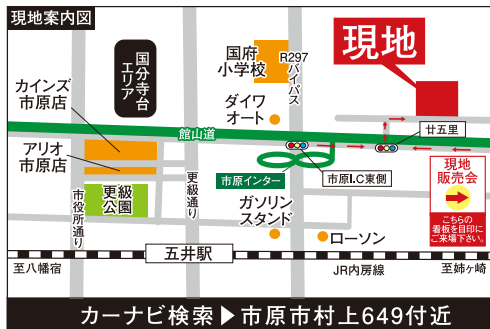 現地案内図
国分寺台
エリア
国府
小学校
R297
バイパス
現地
カインズ
市原店
ダイワ
オート
館山道
廿五里
アリオ
市原店
市原インター
市原I.C東側
現地
販売会
更級
公園
市役所通り
更級通り
ガソリン
スタンド
こちらの
看板を目印に
ご来場下さい。
ローソン
五井駅
至八幡宿
JR内房線
至姉ヶ崎
カーナビ検索▶市原市村上649付近